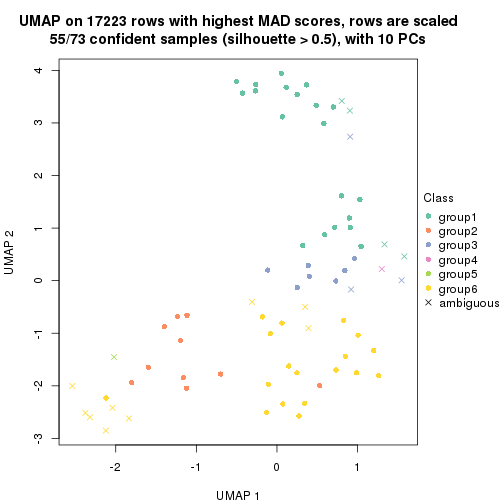 UMAP on 17223 rows with highest MAD scores, rows are scaled
55/73 confident samples (silhouette > 0.5), with 10 PCs
4
3
2
1
0
-1
-2
-3
UMAP 2
-2
-1
0
1
UMAP 1
Class
group1
group2
group3
group4
group5
group6
ambiguous